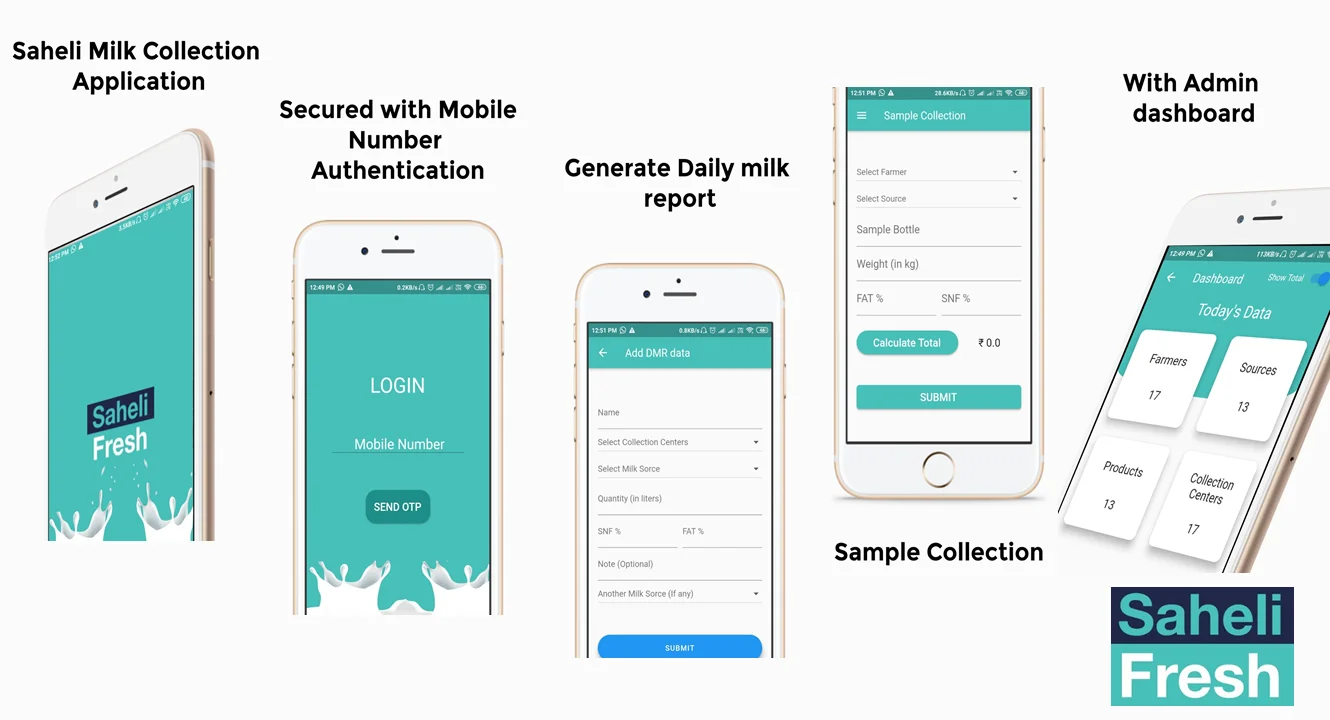 Saheli Milk Collection
Application
12:52 PM
3.5KB/s
Saheli
Fresh
Secured with Mobile
Number
Authentication
12:49 PM
0.2KB/s
LOGIN
Mobile Number
SEND OTP
Generate Daily milk
report
12:51 PM
0.8KB/s
Add DMR data
Name
Select Collection Centers
Select Milk Sorce
Quantity (in liters)
SNF %
FAT %
Note (Optional)
Another Milk Sorce (If any)
SUBMIT
12:51 PM
28.6KB/s
Sample Collection
Select Farmer
Select Source
Sample Bottle
Weight (in kg)
FAT %
SNF %
Calculate Total
₹ 0.0
SUBMIT
Sample Collection
With Admin
dashboard
12:49 PM
113KB/s
Dashboard
Show Total
Today's Data
Farmers
17
Sources
13
Products
13
Collection
Centers
17
Saheli
Fresh